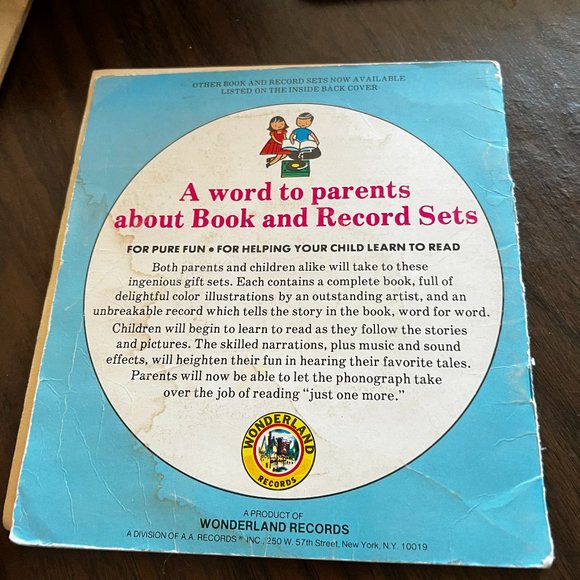 OTHER BOOK AND RECORD SETS NOW AVAILABLE
LISTED ON THE INSIDE BACK COVER
A word to parents
about Book and Record Sets
FOR PURE FUN • FOR HELPING YOUR CHILD LEARN TO READ
Both parents and children alike will take to these
ingenious gift sets. Each contains a complete book, full of
delightful color illustrations by an outstanding artist, and an
unbreakable record which tells the story in the book, word for word.
Children will begin to learn to read as they follow the stories
and pictures. The skilled narrations, plus music and sound
effects, will heighten their fun in hearing their favorite tales.
Parents will now be able to let the phonograph take
over the job of reading "just one more."
WONDERLAND
RECORDS
A PRODUCT OF
WONDERLAND RECORDS
A DIVISION OF A.A. RECORDS® INC., 250 W. 57th Street, New York, N.Y. 10019